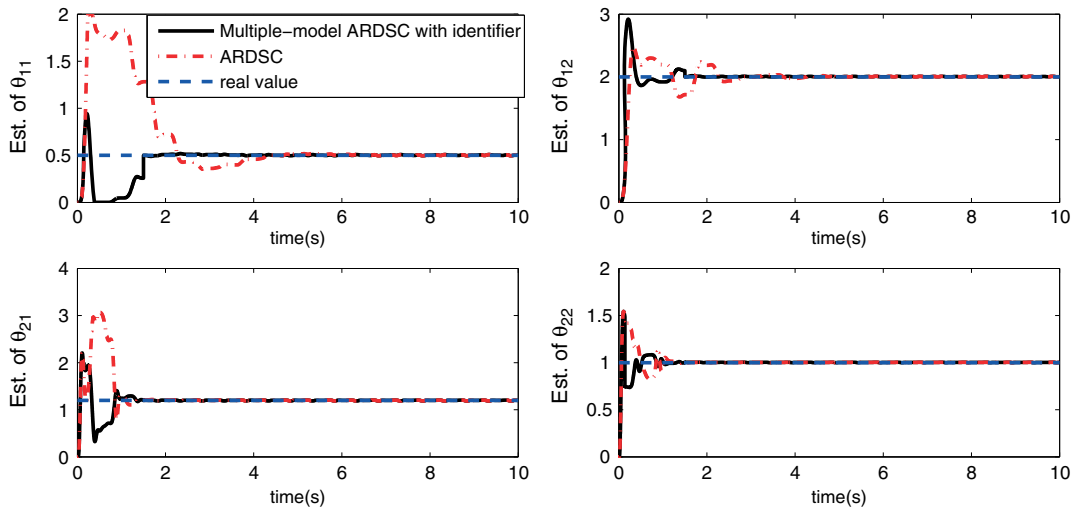 2
1.5
1
0.5
0
Est. of θ11
Multiple−model ARDSC with identifier
ARDSC
real value
0 2 4 6 8 10
time(s)
3
2
1
0
Est. of θ12
0 2 4 6 8 10
time(s)
4
3
2
1
0
Est. of θ21
0 2 4 6 8 10
time(s)
2
1.5
1
0.5
0
Est. of θ22
0 2 4 6 8 10
time(s)